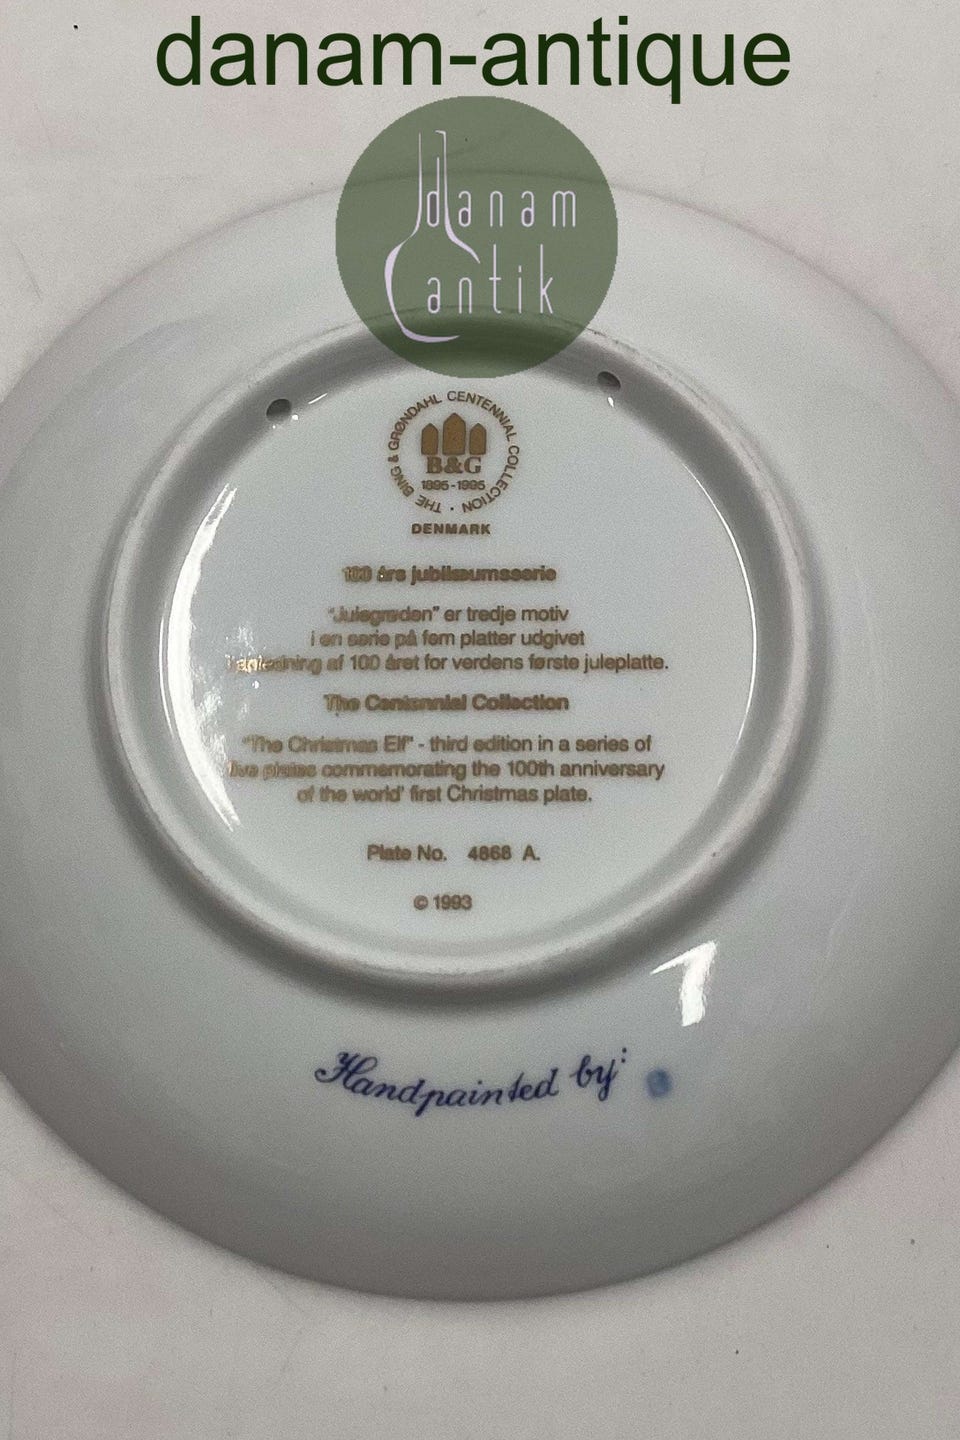 danam-antique
danam
antik
THE BING & GRØNDAHL CENTENNIAL COLLECTION ·
B&G
1895-1995
DENMARK
100 års jubilæumsserie
"Julegrøden" er tredje motiv
i en serie på fem platter udgivet
i anledning af 100 året for verdens første juleplatte.
The Centennial Collection
"The Christmas Elf" - third edition in a series of
five plates commemorating the 100th anniversary
of the world' first Christmas plate.
Plate No. 4868 A.
© 1993
Handpainted by: